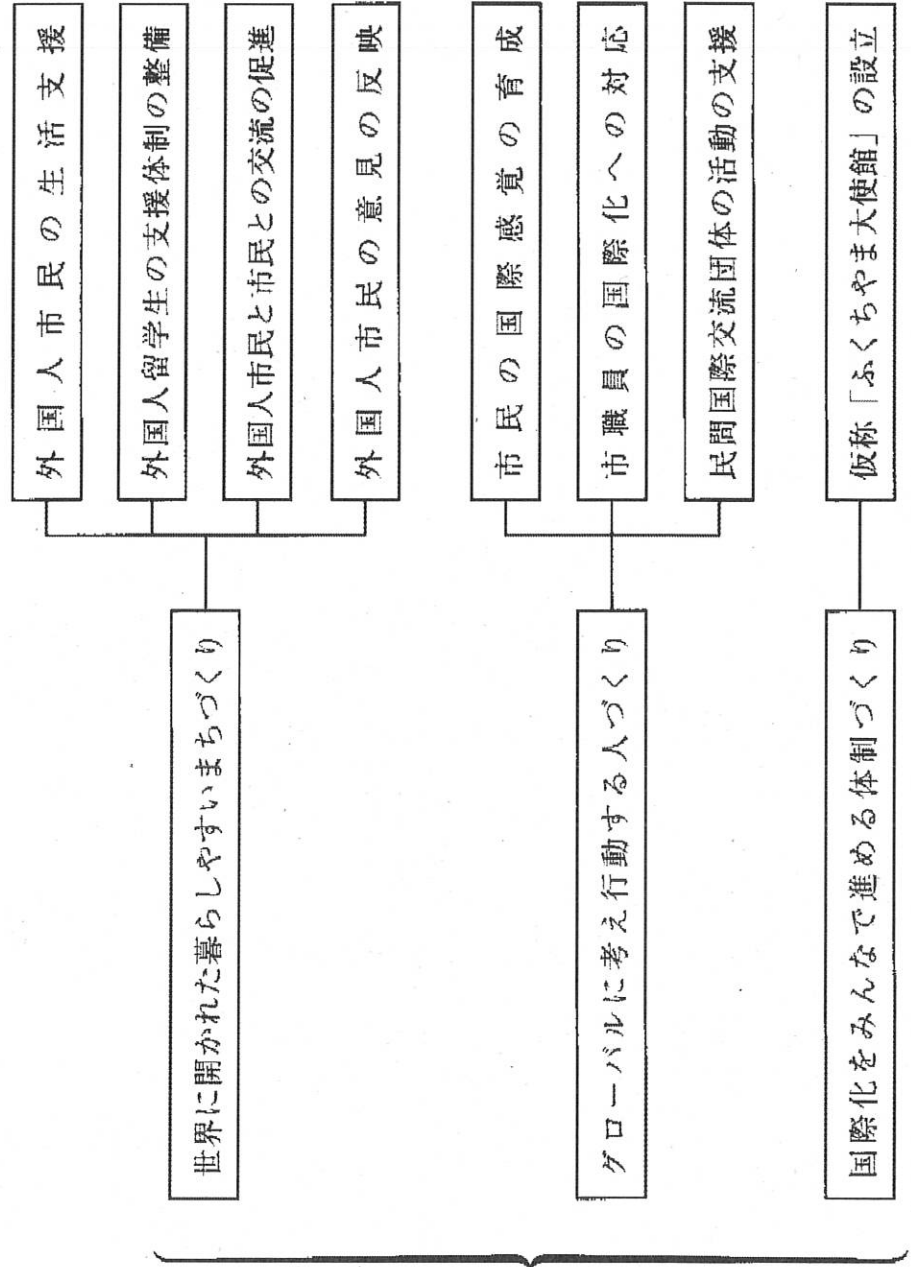 世界に開かれた暮らしやすいまちづくり
外国人市民の生活支援
外国人留学生の支援体制の整備
外国人市民と市民との交流の促進
外国人市民の意見の反映
グローバルに考え行動する人づくり
市民の国際感覚の育成
市職員の国際化への対応
民間国際交流団体の活動の支援
国際化をみんなで進める体制づくり
仮称「ふくちやま大使館」の設立